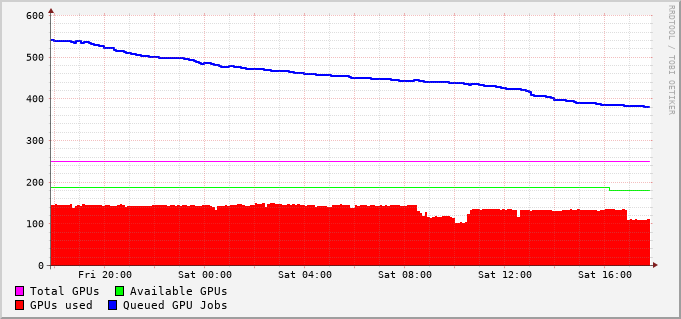 600
500
400
300
200
100
0
Fri 20:00 Sat 00:00 Sat 04:00 Sat 08:00 Sat 12:00 Sat 16:00
Total GPUs Available GPUs
GPUs used Queued GPU Jobs
RRDTOOL / TOBI OETIKER